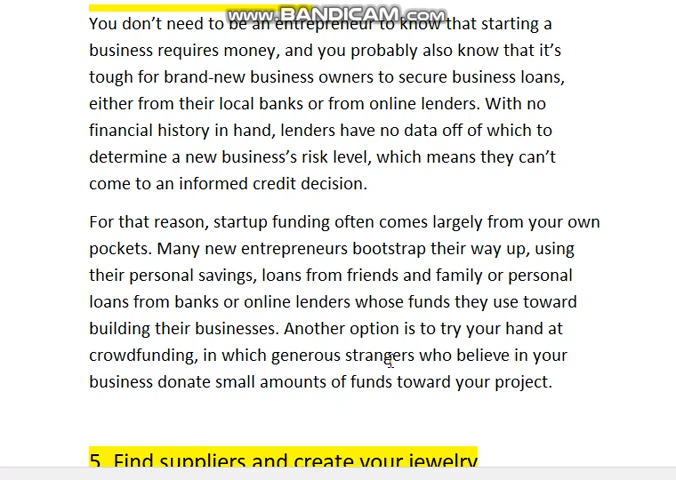 www.BANDICAM.com
You don’t need to be an entrepreneur to know that starting a
business requires money, and you probably also know that it’s
tough for brand-new business owners to secure business loans,
either from their local banks or from online lenders. With no
financial history in hand, lenders have no data off of which to
determine a new business’s risk level, which means they can’t
come to an informed credit decision.
For that reason, startup funding often comes largely from your own
pockets. Many new entrepreneurs bootstrap their way up, using
their personal savings, loans from friends and family or personal
loans from banks or online lenders whose funds they use toward
building their businesses. Another option is to try your hand at
crowdfunding, in which generous strangers who believe in your
business donate small amounts of funds toward your project.
5. Find suppliers and create your jewelry